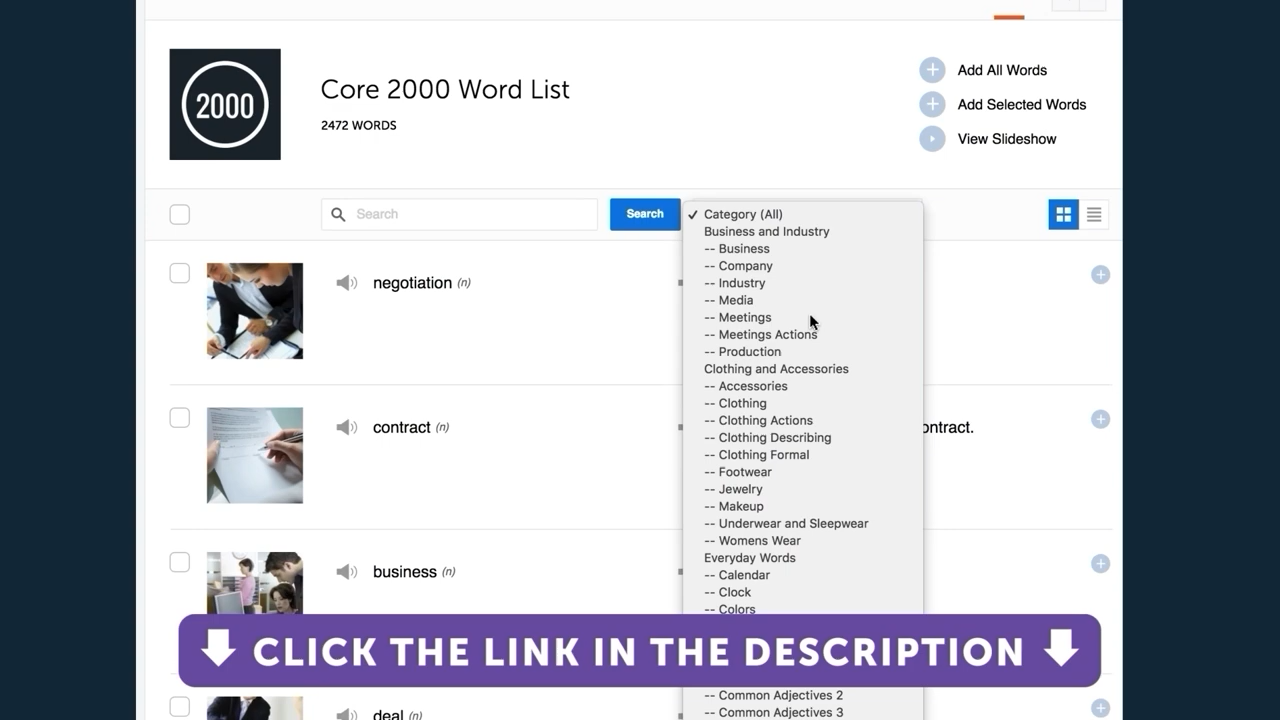 2000
Core 2000 Word List
2472 WORDS
Add All Words
Add Selected Words
View Slideshow
Search
Search
Category (All)
Business and Industry
-- Business
-- Company
-- Industry
-- Media
-- Meetings
-- Meetings Actions
-- Production
Clothing and Accessories
-- Accessories
-- Clothing
-- Clothing Actions
-- Clothing Describing
-- Clothing Formal
-- Footwear
-- Jewelry
-- Makeup
-- Underwear and Sleepwear
-- Womens Wear
Everyday Words
-- Calendar
-- Clock
-- Colors
-- Common Adjectives 2
-- Common Adjectives 3
negotiation (n)
contract (n)
ontract.
business (n)
deal (n)
CLICK THE LINK IN THE DESCRIPTION